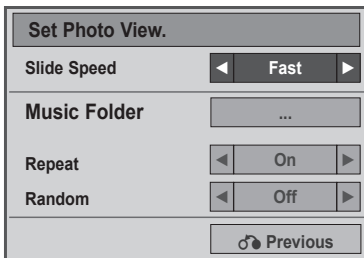 Set Photo View.
Slide Speed ◄ Fast ►
Music Folder ...
Repeat ◄ On ►
Random ◄ Off ►
Previous